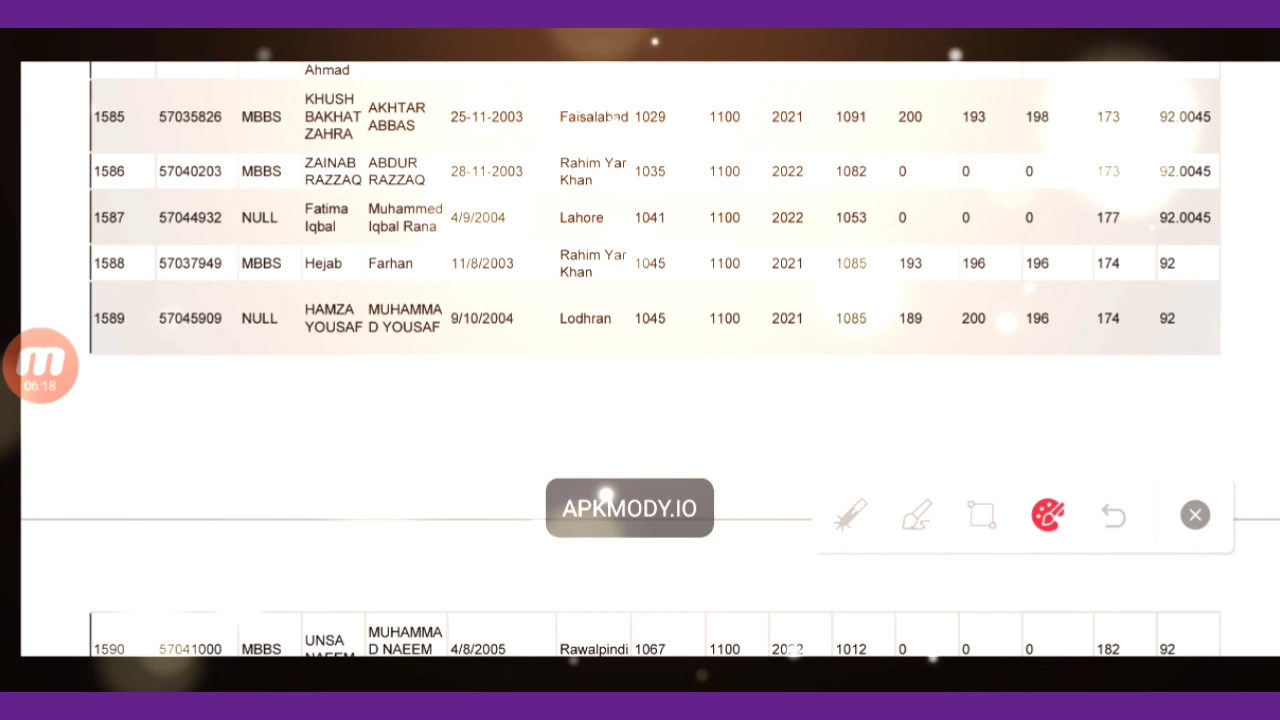 Ahmad
1585 57035826 MBBS KHUSH BAKHAT ZAHRA AKHTAR ABBAS 25-11-2003 Faisalabad 1029 1100 2021 1091 200 193 198 173 92.0045
1586 57040203 MBBS ZAINAB RAZZAQ ABDUR RAZZAQ 28-11-2003 Rahim Yar Khan 1035 1100 2022 1082 0 0 0 173 92.0045
1587 57044932 NULL Fatima Iqbal Muhammed Iqbal Rana 4/9/2004 Lahore 1041 1100 2022 1053 0 0 0 177 92.0045
1588 57037949 MBBS Hejab Farhan 11/8/2003 Rahim Yar Khan 1045 1100 2021 1085 193 196 196 174 92
1589 57045909 NULL HAMZA YOUSAF MUHAMMA D YOUSAF 9/10/2004 Lodhran 1045 1100 2021 1085 189 200 196 174 92
06:18
APKMODY.IO
1590 57041000 MBBS UNSA NAEEM MUHAMMA D NAEEM 4/8/2005 Rawalpindi 1067 1100 2022 1012 0 0 0 182 92